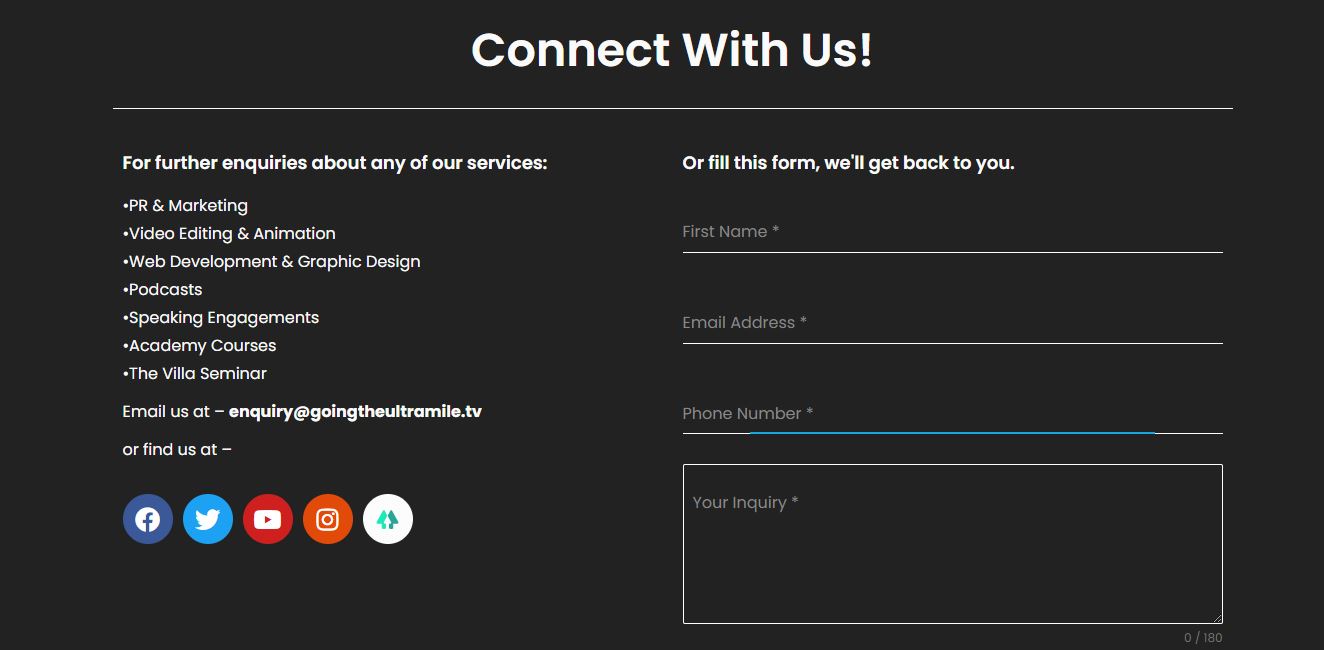 Connect With Us!
For further enquiries about any of our services:
•PR & Marketing
•Video Editing & Animation
•Web Development & Graphic Design
•Podcasts
•Speaking Engagements
•Academy Courses
•The Villa Seminar
Email us at – enquiry@goingtheultramile.tv
or find us at –
Or fill this form, we'll get back to you.
First Name *
Email Address *
Phone Number *
Your Inquiry *
0 / 180